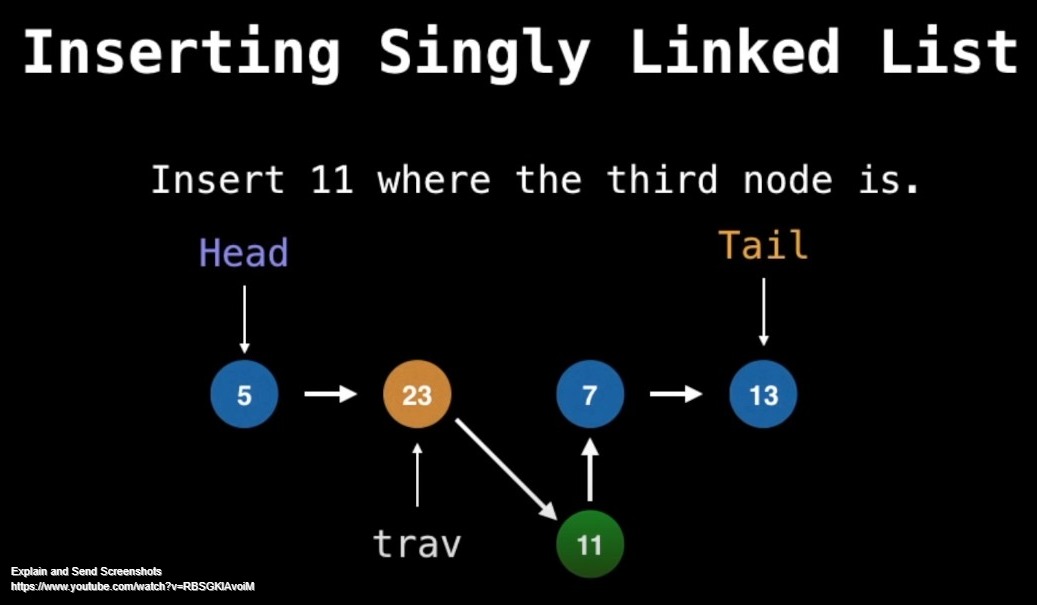 Inserting Singly Linked List
Insert 11 where the third node is.
Head
Tail
5
23
7
13
trav
11
Explain and Send Screenshots
https://www.youtube.com/watch?v=RBSGKlAvoiM